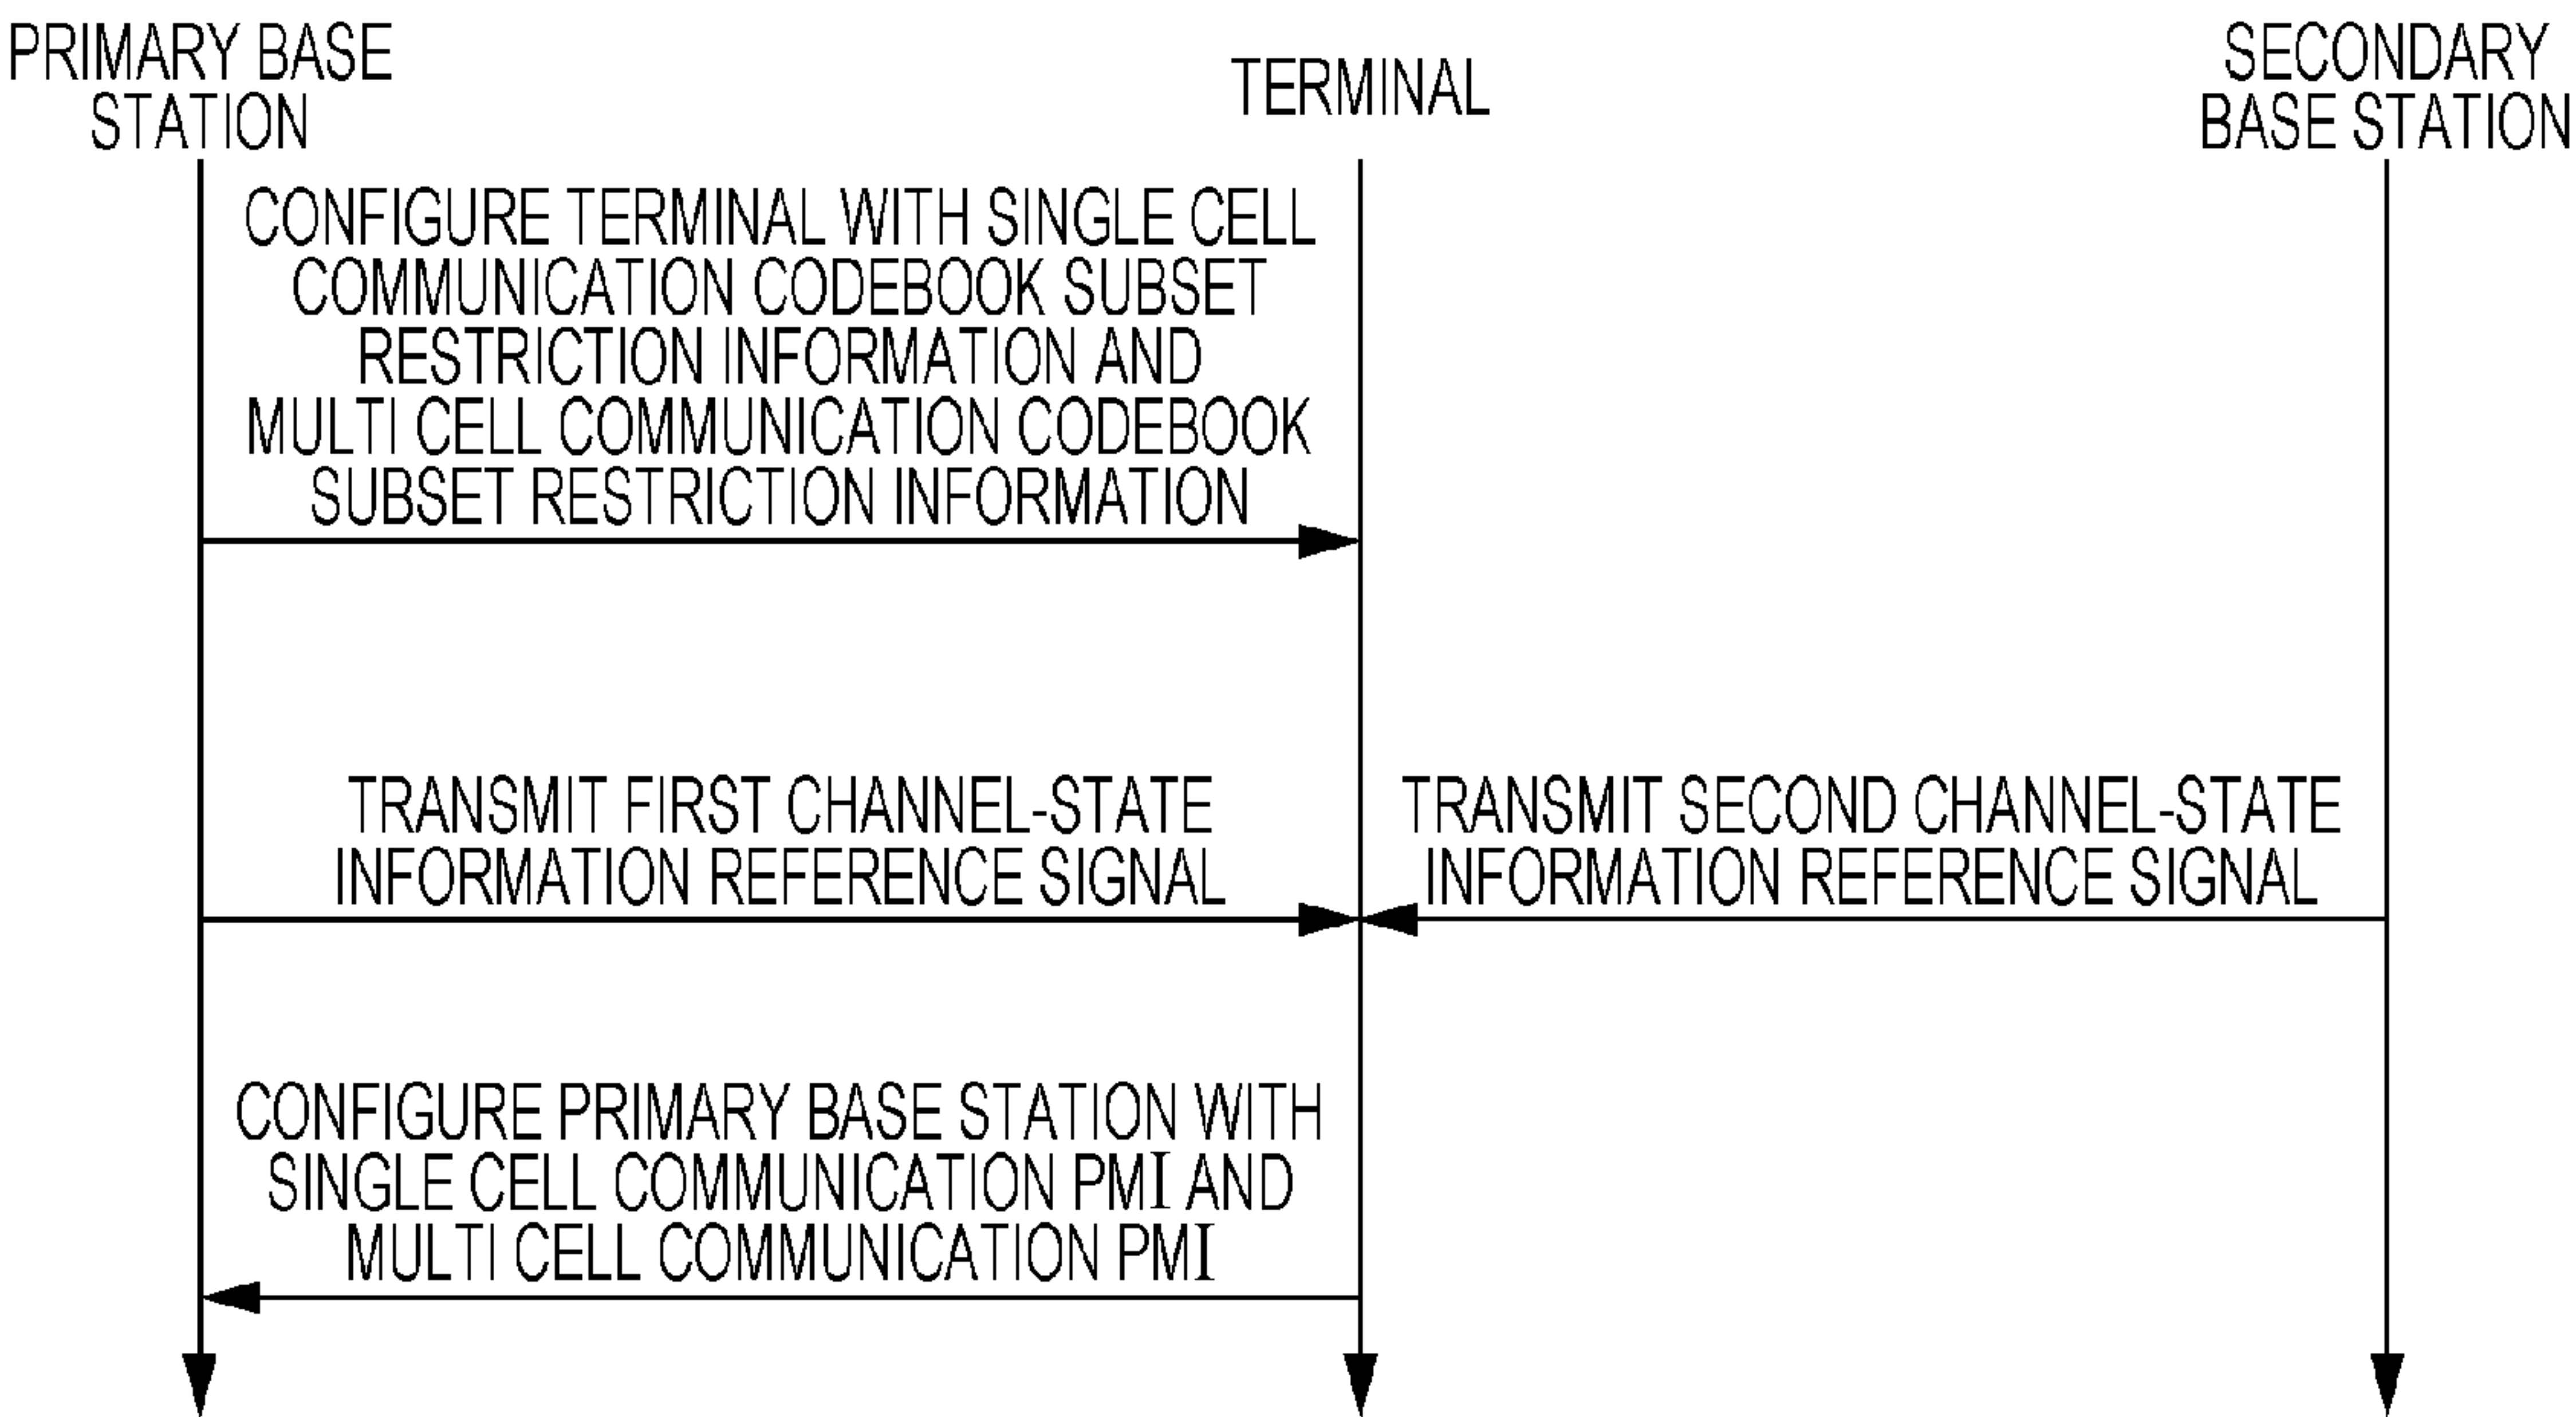 PRIMARY BASE
STATION
TERMINAL
SECONDARY
BASE STATION
CONFIGURE TERMINAL WITH SINGLE CELL
COMMUNICATION CODEBOOK SUBSET
RESTRICTION INFORMATION AND
MULTI CELL COMMUNICATION CODEBOOK
SUBSET RESTRICTION INFORMATION
TRANSMIT FIRST CHANNEL-STATE
INFORMATION REFERENCE SIGNAL
TRANSMIT SECOND CHANNEL-STATE
INFORMATION REFERENCE SIGNAL
CONFIGURE PRIMARY BASE STATION WITH
SINGLE CELL COMMUNICATION PMI AND
MULTI CELL COMMUNICATION PMI